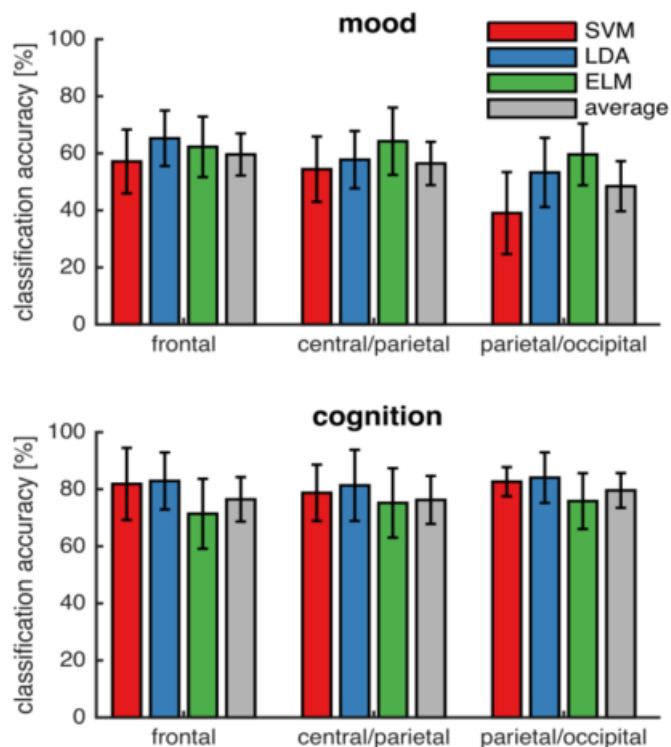 mood
SVM
LDA
ELM
average
classification accuracy [%]
100
80
60
40
20
0
frontal central/parietal parietal/occipital
cognition
classification accuracy [%]
100
80
60
40
20
0
frontal central/parietal parietal/occipital